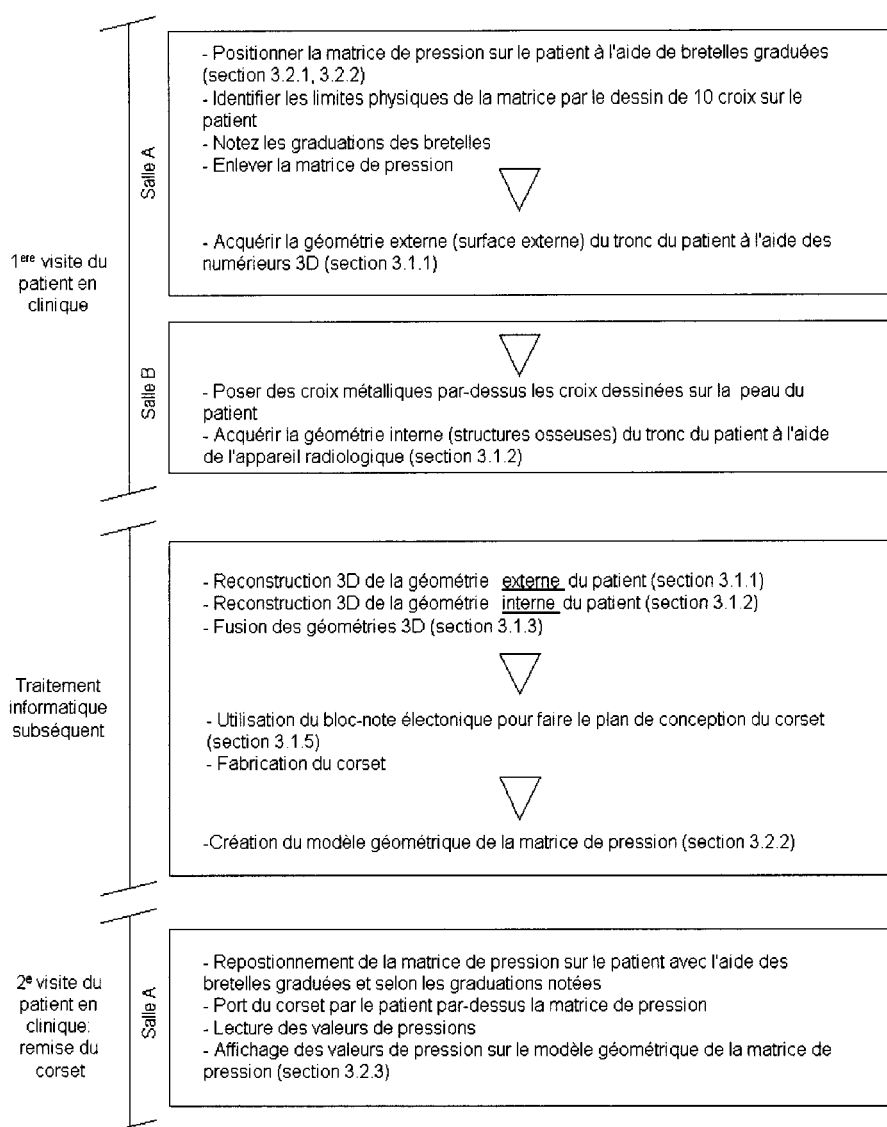 - Positionner la matrice de pression sur le patient à l'aide de bretelles graduées
(section 3.2.1, 3.2.2)
- Identifier les limites physiques de la matrice par le dessin de 10 croix sur le
patient
- Notez les graduations des bretelles
- Enlever la matrice de pression
Salle A
- Acquérir la géométrie externe (surface externe) du tronc du patient à l'aide des
numérieurs 3D (section 3.1.1)
1ere visite du
patient en
clinique
Salle B
- Poser des croix métalliques par-dessus les croix dessinées sur la peau du
patient
- Acquérir la géométrie interne (structures osseuses) du tronc du patient à l'aide
de l'appareil radiologique (section 3.1.2)
- Reconstruction 3D de la géométrie externe du patient (section 3.1.1)
- Reconstruction 3D de la géométrie interne du patient (section 3.1.2)
- Fusion des géométries 3D (section 3.1.3)
Traitement
informatique
subséquent
- Utilisation du bloc-note électonique pour faire le plan de conception du corset
(section 3.1.5)
- Fabrication du corset
-Création du modèle géométrique de la matrice de pression (section 3.2.2)
2e visite du
patient en
clinique:
remise du
corset
Salle A
- Repostionnement de la matrice de pression sur le patient avec l'aide des
bretelles graduées et selon les graduations notées
- Port du corset par le patient par-dessus la matrice de pression
- Lecture des valeurs de pressions
- Affichage des valeurs de pression sur le modèle géométrique de la matrice de
pression (section 3.2.3)